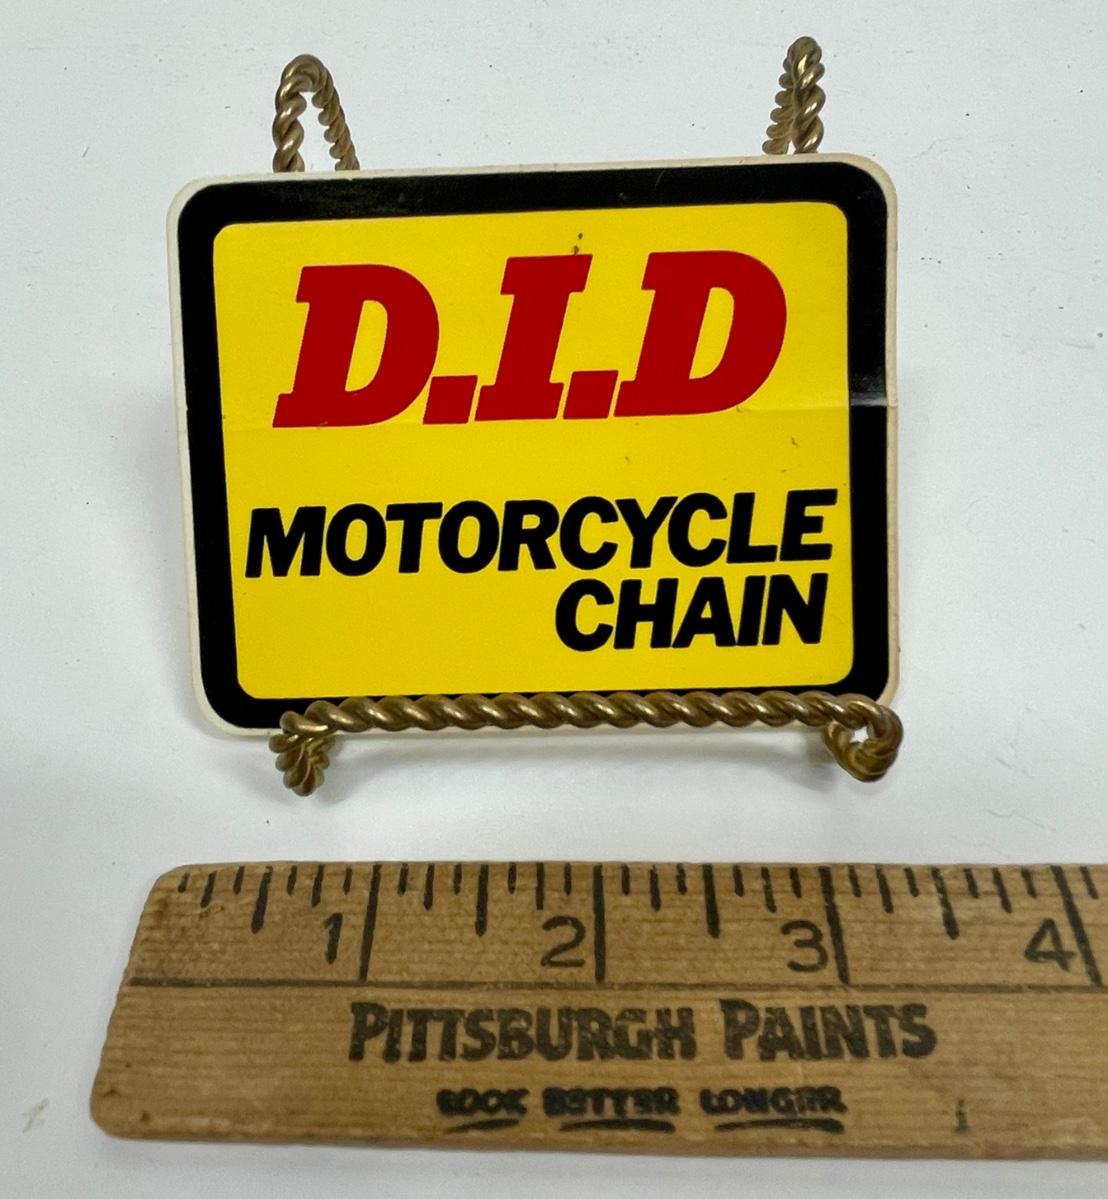 D.I.D
MOTORCYCLE
CHAIN
1 2 3 4
PITTSBURGH PAINTS
LOOK BETTER LONGER